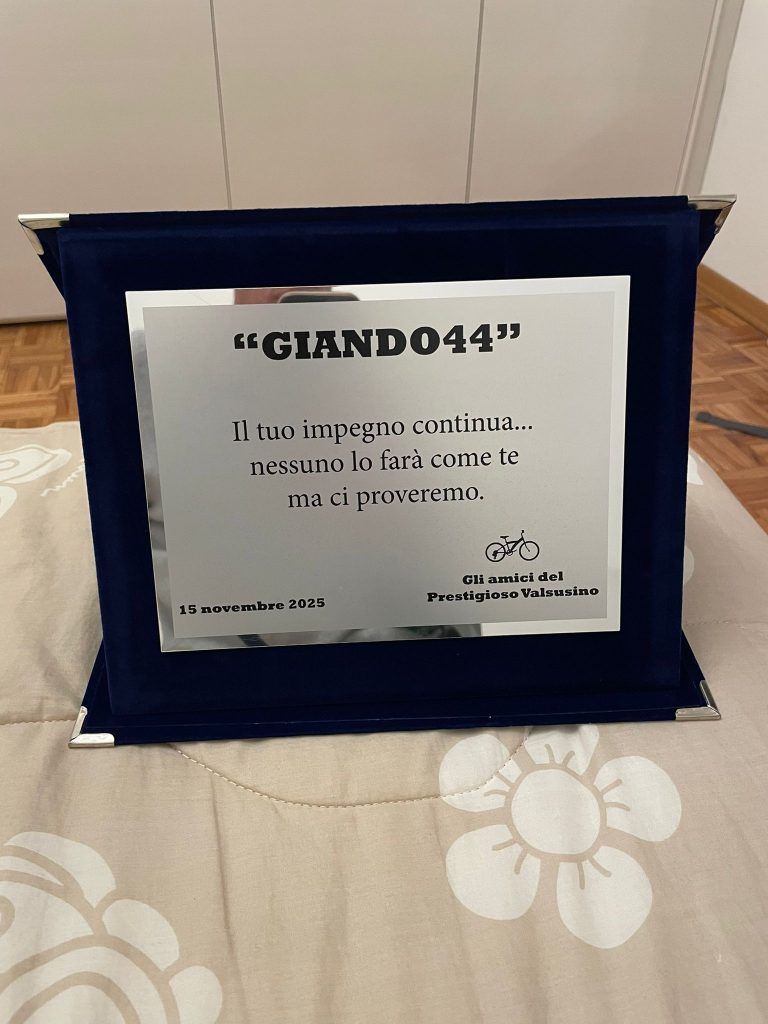 “GIANDO44”
Il tuo impegno continua...
nessuno lo farà come te
ma ci proveremo.
Gli amici del
Prestigioso Valsusino
15 novembre 2025